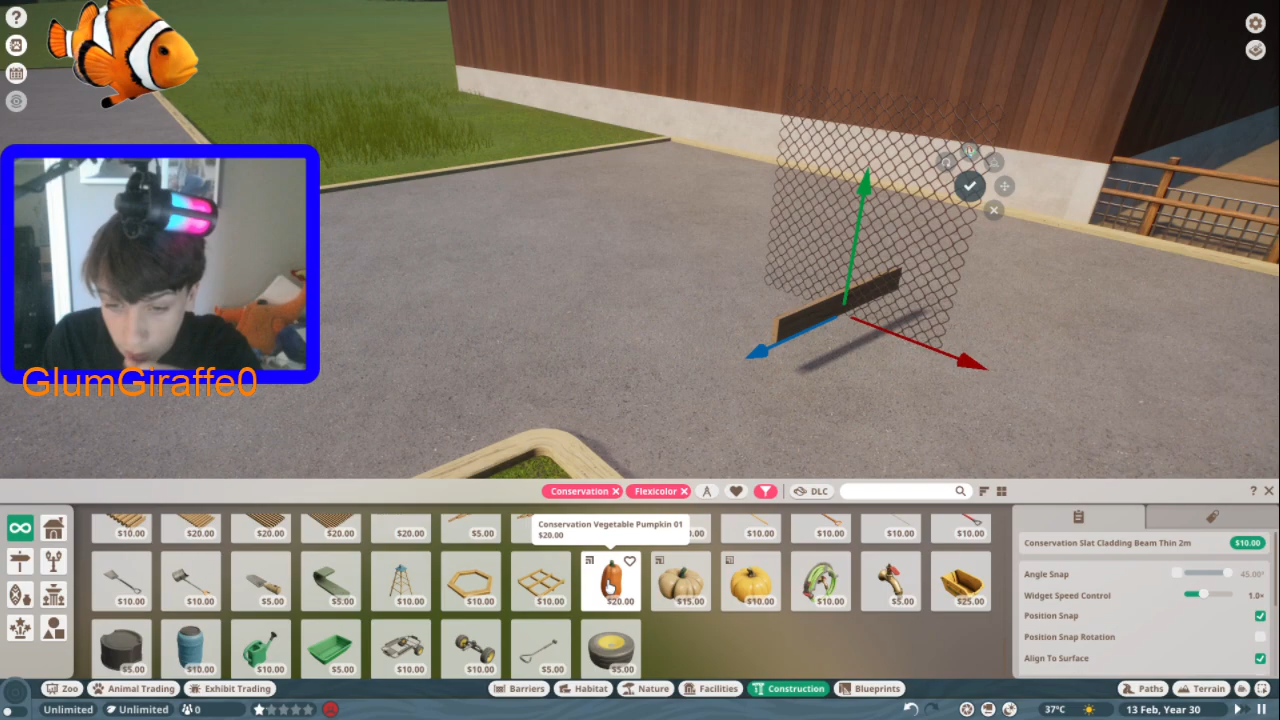 GlumGiraffe0
Conservation ×
Flexicolor ×
DLC
?
Conservation Vegetable Pumpkin 01
$20.00
$10.00 $20.00 $20.00 $20.00 $20.00 $5.00 $10.00 $10.00 $10.00
$10.00 $10.00 $5.00 $5.00 $10.00 $10.00 $10.00 $20.00 $15.00 $10.00 $10.00 $5.00 $25.00
$5.00 $10.00 $5.00 $5.00 $10.00 $10.00 $5.00 $5.00
Conservation Slat Cladding Beam Thin 2m $10.00
Angle Snap 45.00°
Widget Speed Control 1.0×
Position Snap
Position Snap Rotation
Align To Surface
Zoo Animal Trading Exhibit Trading Barriers Habitat Nature Facilities Construction Blueprints Paths Terrain
Unlimited Unlimited 0 37°C 13 Feb, Year 30